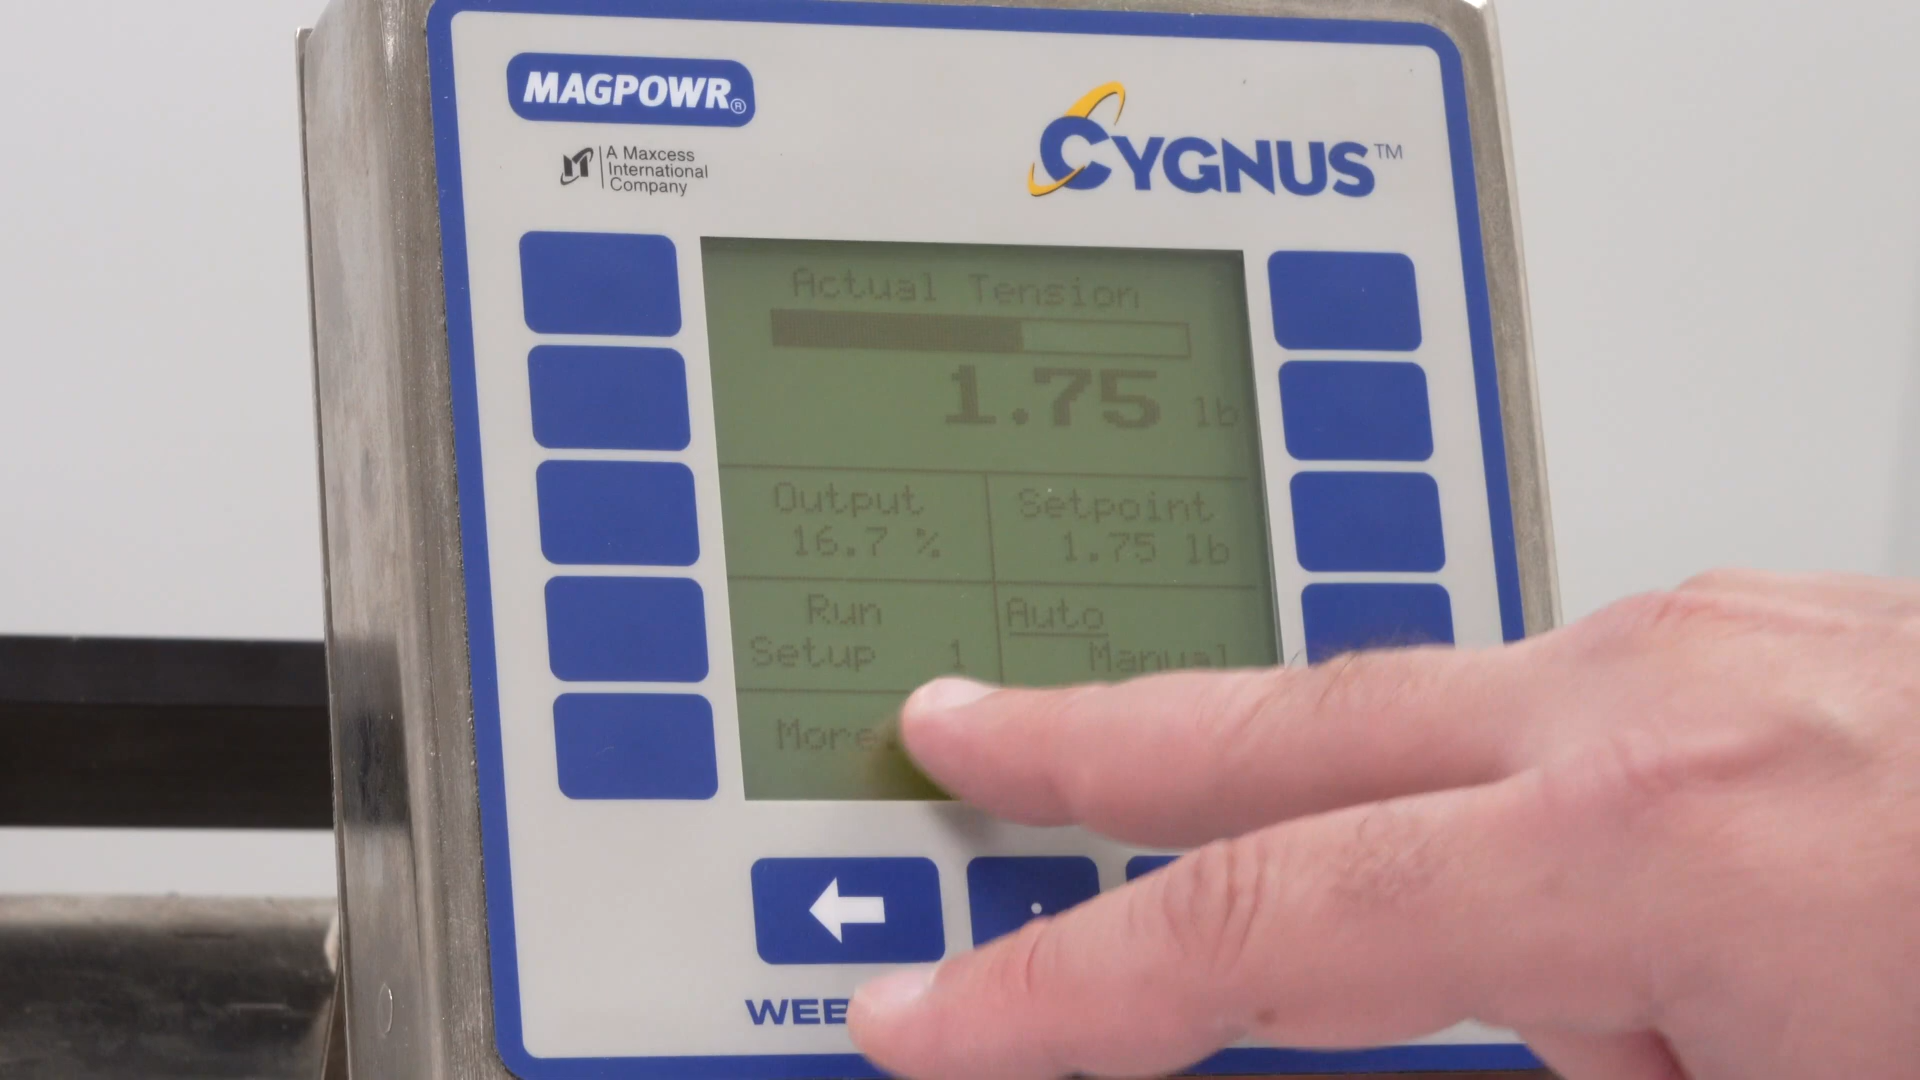 MAGPOWR®
A Maxcess
International
Company
CYGNUS™
Actual Tension
1.75 lb
Output
16.7 %
Setpoint
1.75 lb
Run
Setup 1
Auto
Manual
More